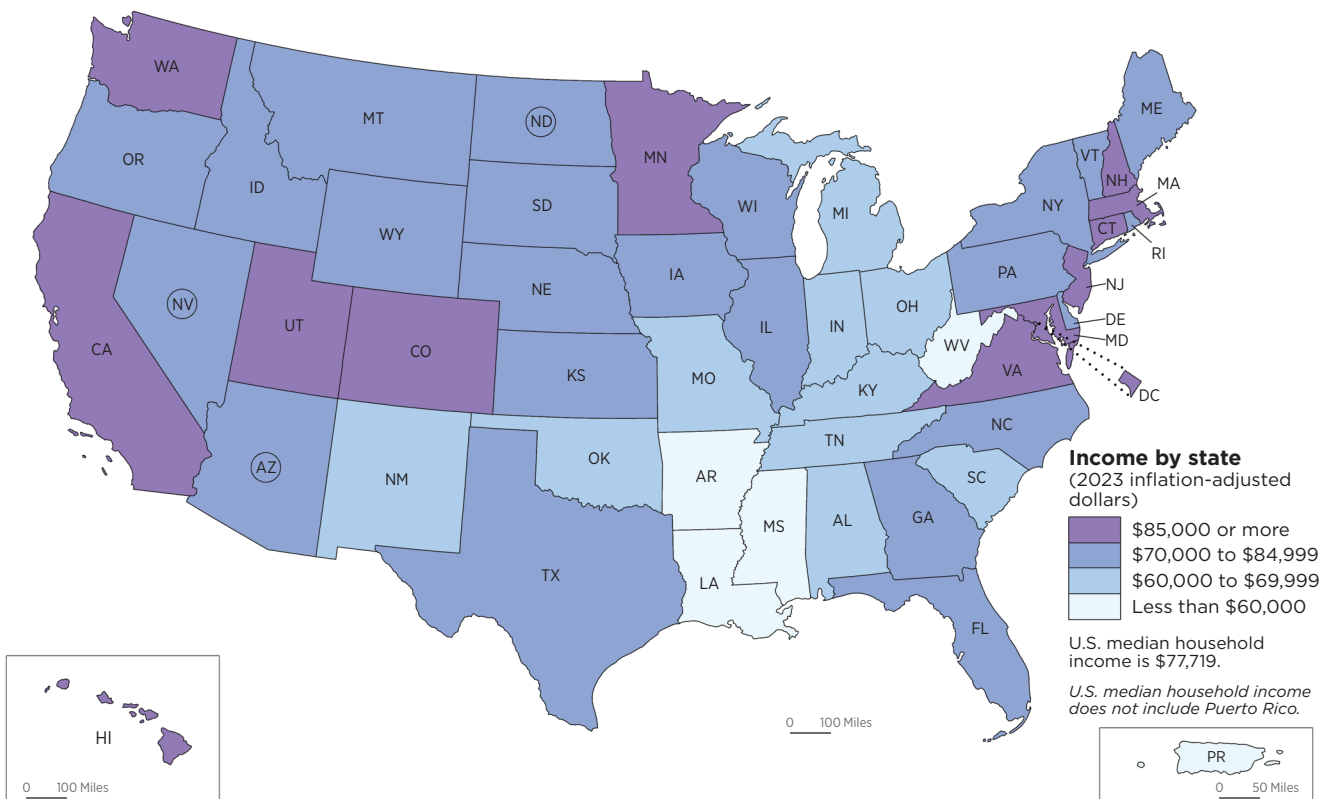 WA
MT
ND
MN
ME
OR
ID
SD
WI
MI
VT
NH
MA
NY
CT
RI
WY
IA
NE
PA
NJ
NV
UT
CO
IL
IN
OH
DE
MD
WV
VA
DC
CA
KS
MO
KY
NC
TN
AZ
NM
OK
AR
SC
MS
AL
GA
TX
LA
FL
Income by state
(2023 inflation-adjusted
dollars)
$85,000 or more
$70,000 to $84,999
$60,000 to $69,999
Less than $60,000
U.S. median household
income is $77,719.
U.S. median household income
does not include Puerto Rico.
HI
0 100 Miles
0 100 Miles
PR
0 50 Miles